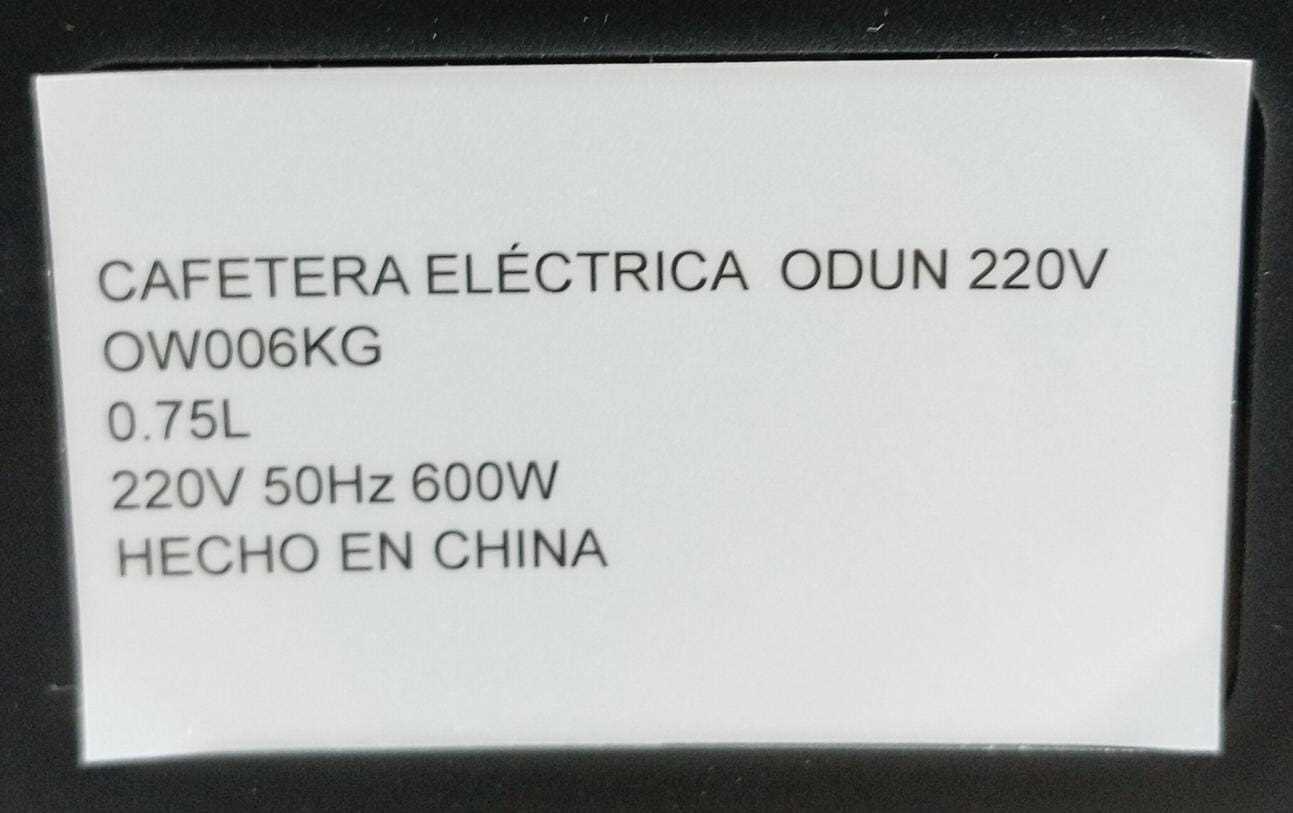 CAFETERA ELÉCTRICA  ODUN 220V
OW006KG
0.75L
220V 50Hz 600W
HECHO EN CHINA